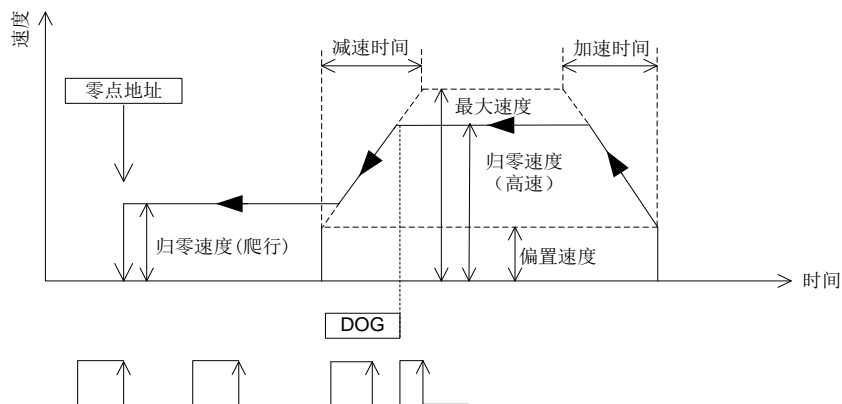 速度
减速时间
加速时间
零点地址
最大速度
归零速度
（高速）
归零速度(爬行)
偏置速度
时间
DOG